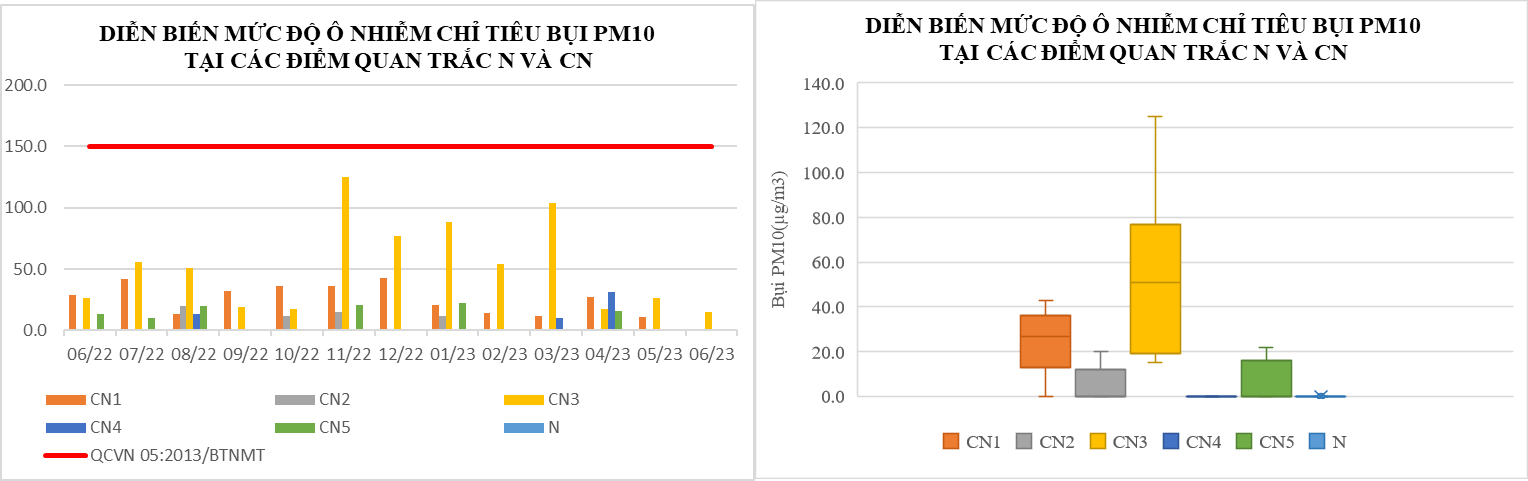 DIỄN BIẾN MỨC ĐỘ Ô NHIỄM CHỈ TIÊU BỤI PM10
TẠI CÁC ĐIỂM QUAN TRẮC N VÀ CN
200.0
150.0
100.0
50.0
0.0
06/22 07/22 08/22 09/22 10/22 11/22 12/22 01/23 02/23 03/23 04/23 05/23 06/23
CN1 CN2 CN3
CN4 CN5 N
QCVN 05:2013/BTNMT
DIỄN BIẾN MỨC ĐỘ Ô NHIỄM CHỈ TIÊU BỤI PM10
TẠI CÁC ĐIỂM QUAN TRẮC N VÀ CN
Bụi PM10(µg/m3)
140.0
120.0
100.0
80.0
60.0
40.0
20.0
0.0
CN1 CN2 CN3 CN4 CN5 N